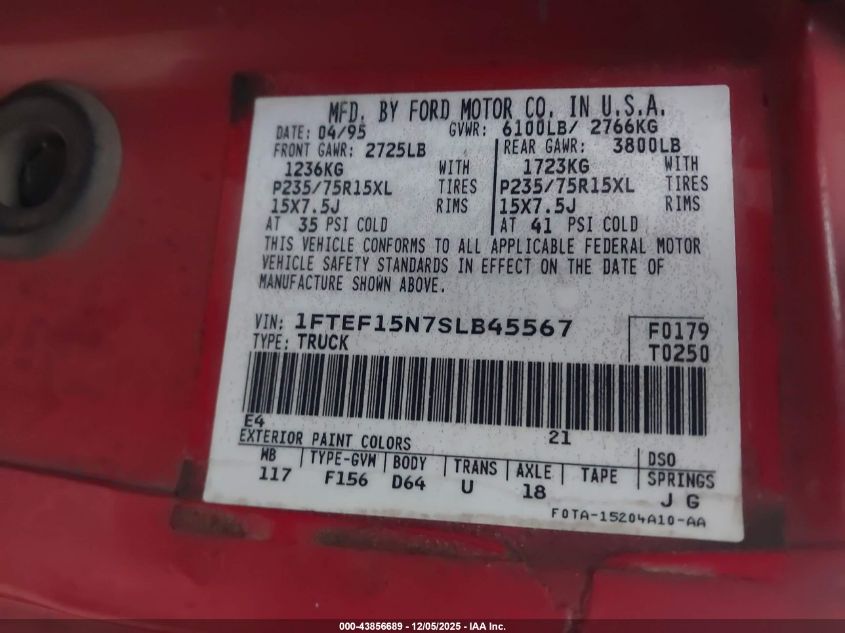 MFD. BY FORD MOTOR CO. IN U.S.A.
DATE: 04/95 GVWR: 6100LB/ 2766KG
FRONT GAWR: 2725LB REAR GAWR: 3800LB
1236KG WITH 1723KG WITH
P235/75R15XL TIRES P235/75R15XL TIRES
15X7.5J RIMS 15X7.5J RIMS
AT 35 PSI COLD AT 41 PSI COLD
THIS VEHICLE CONFORMS TO ALL APPLICABLE FEDERAL MOTOR
VEHICLE SAFETY STANDARDS IN EFFECT ON THE DATE OF
MANUFACTURE SHOWN ABOVE.
VIN: 1FTEF15N7SLB45567 F0179
TYPE: TRUCK T0250
E4 21
EXTERIOR PAINT COLORS DSO
WB TYPE-GVW BODY TRANS AXLE TAPE SPRINGS
117 F156 D64 U 18 J G
F0TA-15204A10-AA
000-43856689 - 12/05/2025 - IAA Inc.